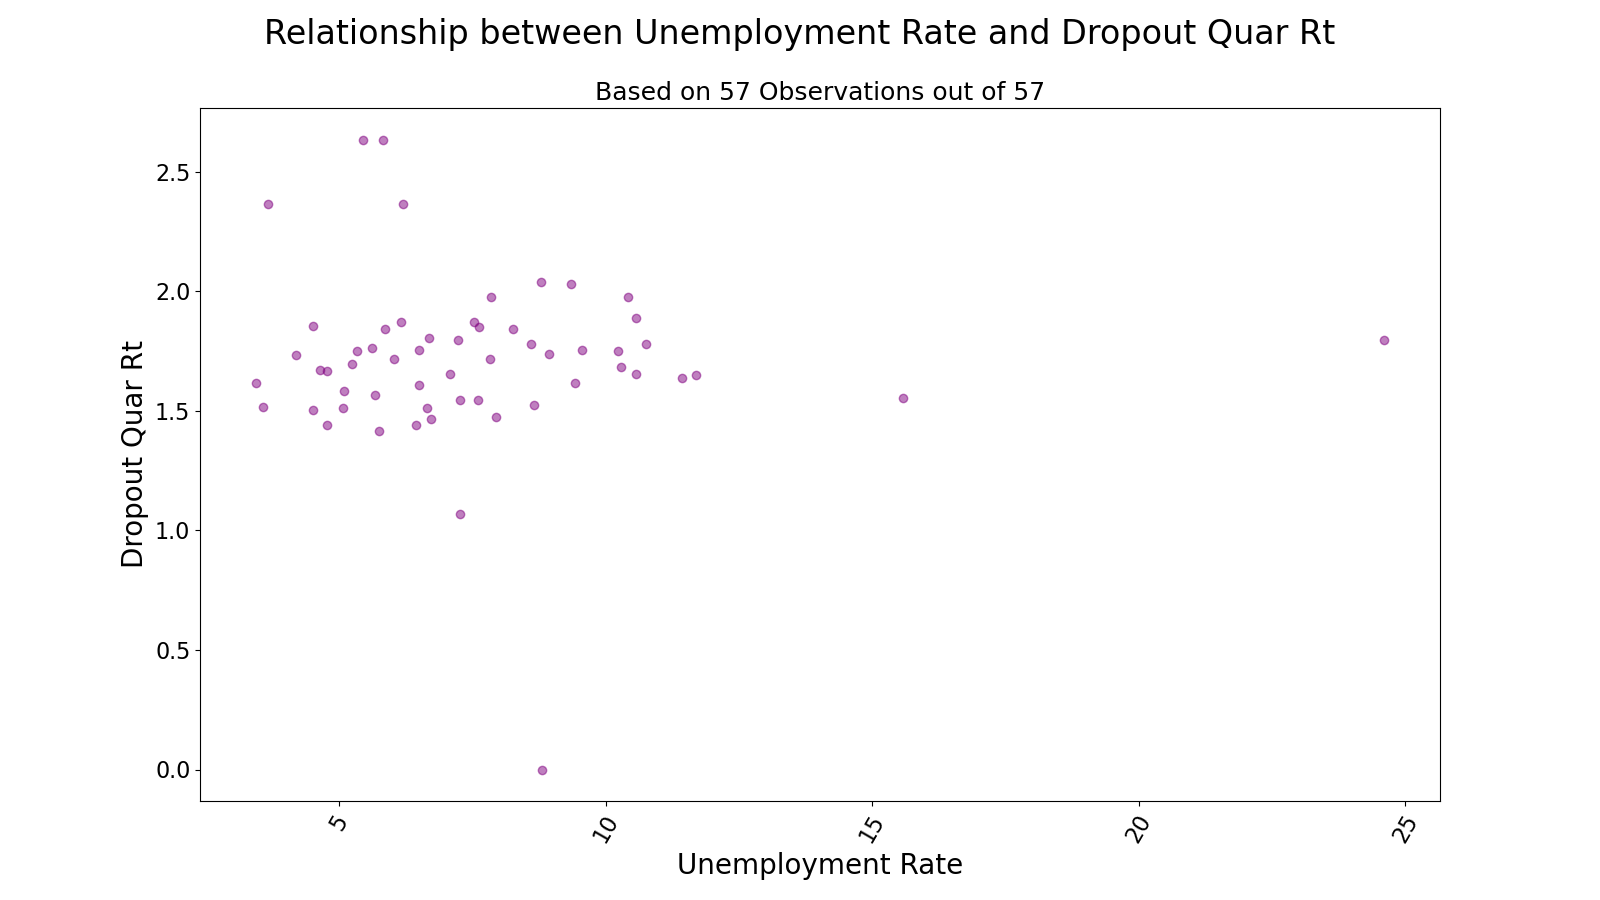 Relationship between Unemployment Rate and Dropout Quar Rt
Based on 57 Observations out of 57
Dropout Quar Rt
2.5
2.0
1.5
1.0
0.5
0.0
5
10
15
20
25
Unemployment Rate